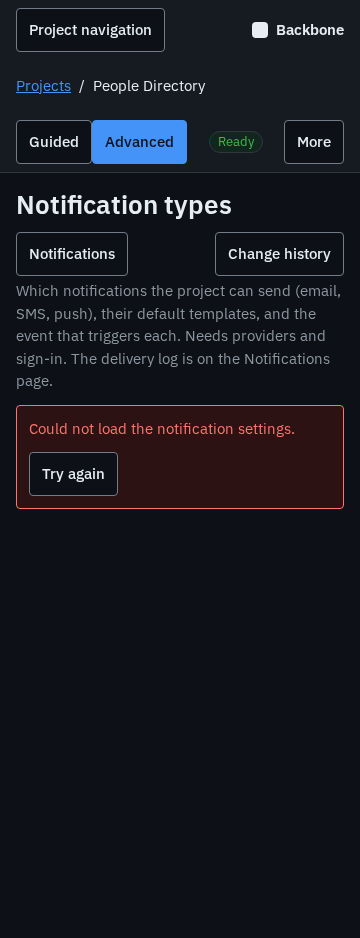 Project navigation
Backbone
Projects / People Directory
Guided
Advanced
Ready
More
Notification types
Notifications
Change history
Which notifications the project can send (email,
SMS, push), their default templates, and the
event that triggers each. Needs providers and
sign-in. The delivery log is on the Notifications
page.
Could not load the notification settings.
Try again